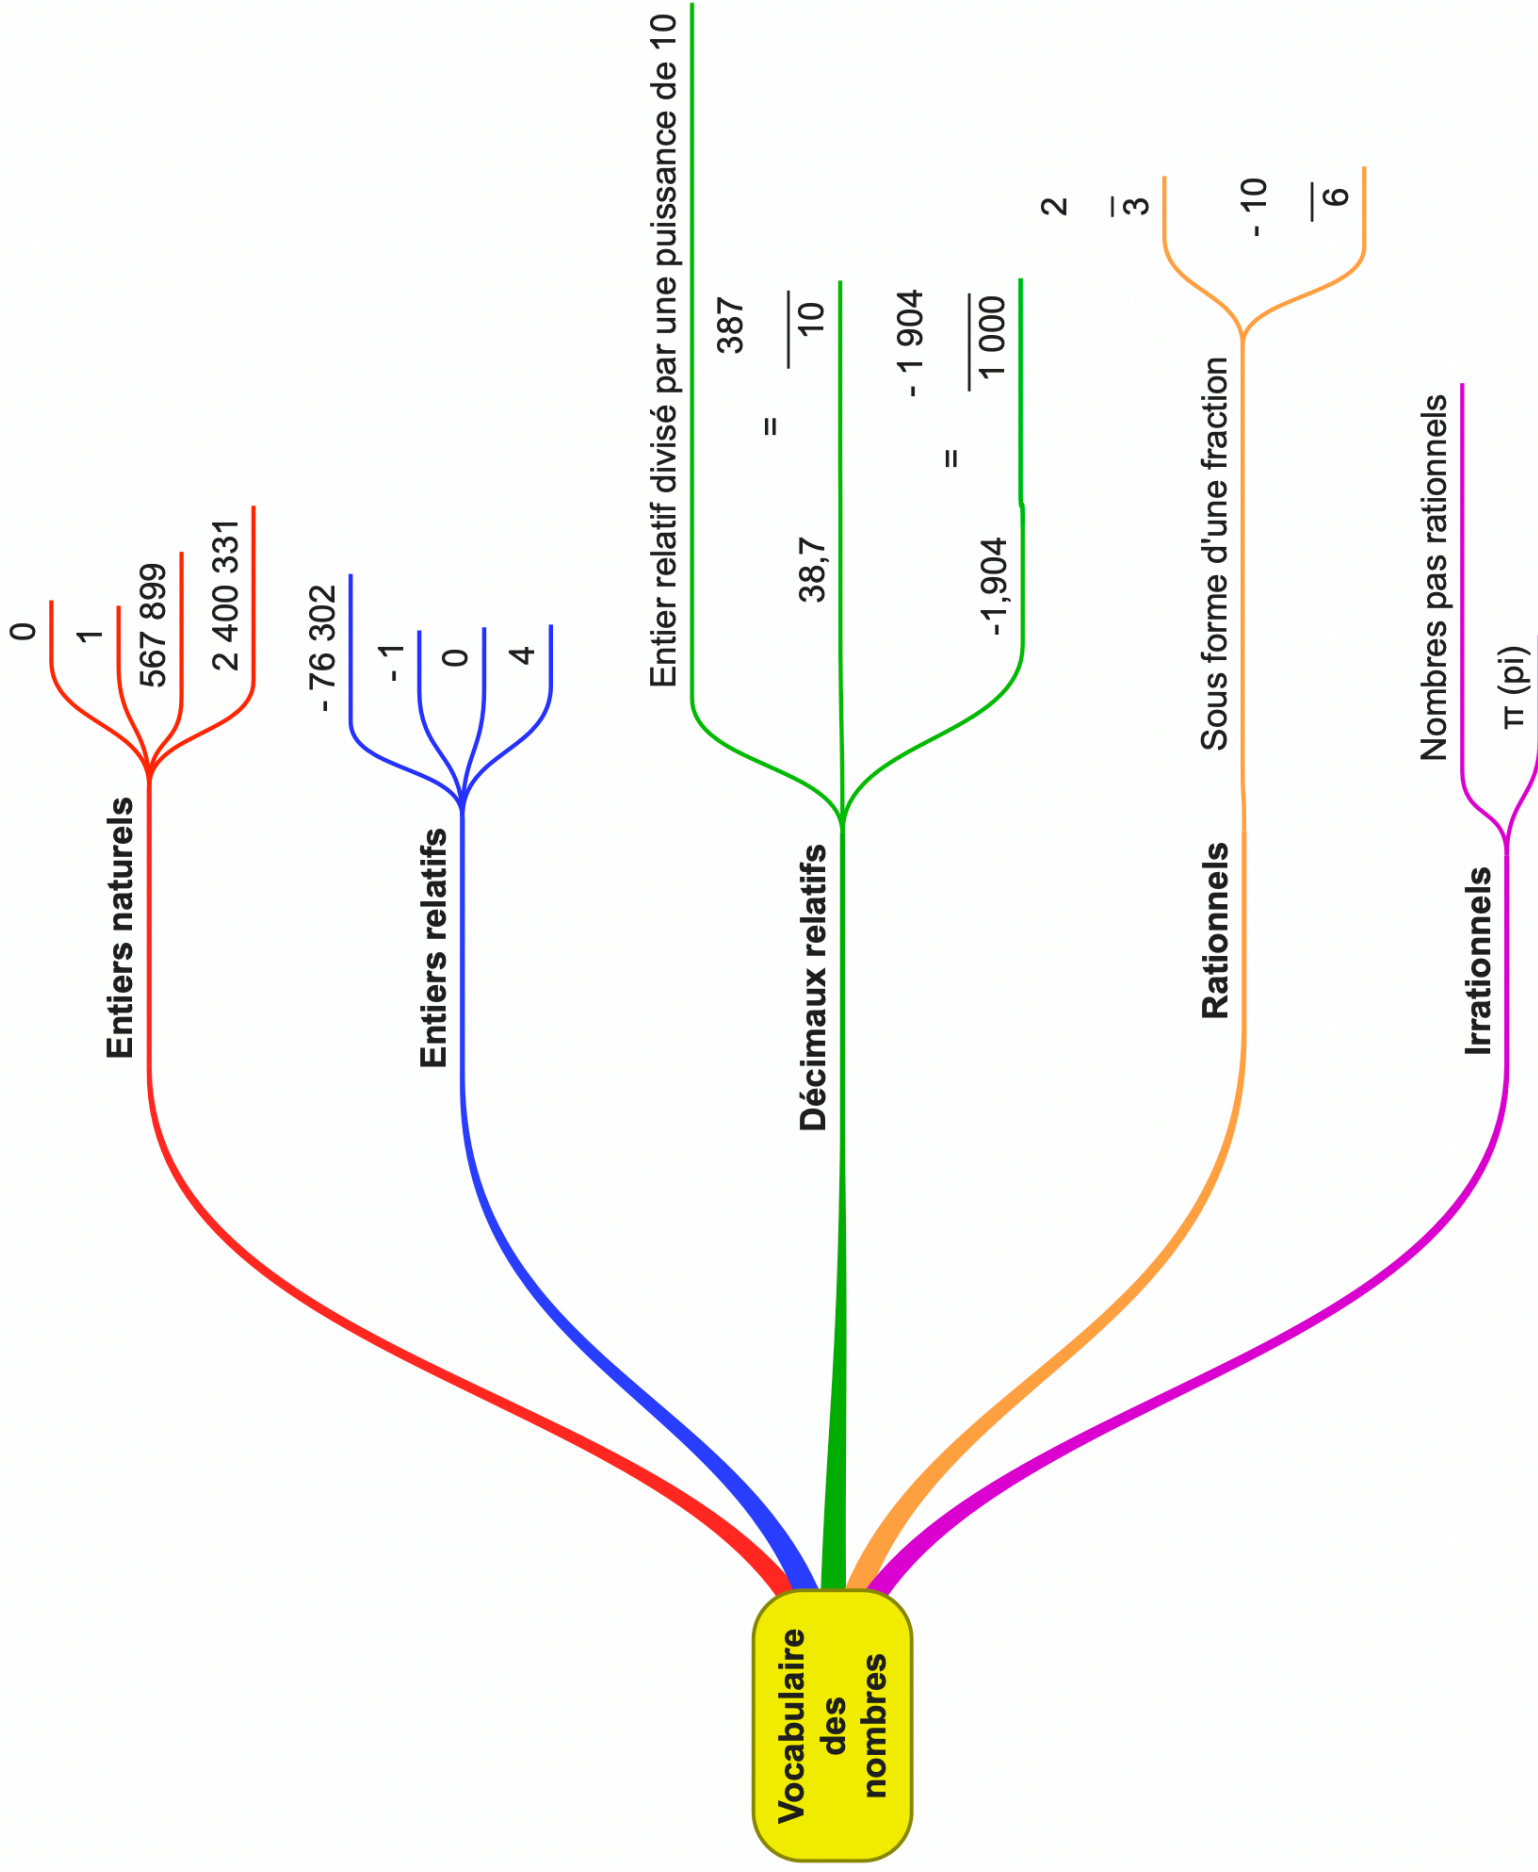 Vocabulaire
des
nombres
Entiers naturels
0
1
567 899
2 400 331
Entiers relatifs
- 76 302
- 1
0
4
Décimaux relatifs
Entier relatif divisé par une puissance de 10
38,7 = 387
10
-1,904 = - 1 904
1 000
Rationnels
Sous forme d'une fraction
2
3
- 10
6
Irrationnels
Nombres pas rationnels
π (pi)